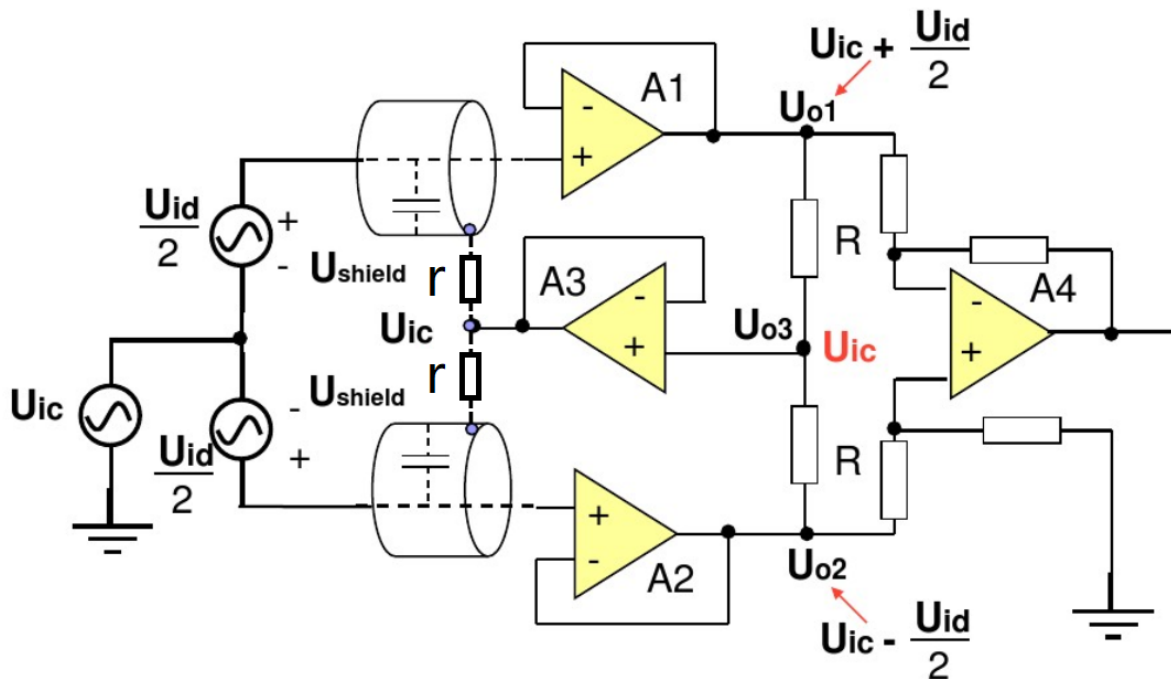 Uic + Uid/2
A1
-
+
Uo1
Uid/2
+
-
Ushield
r
A3
-
+
R
A4
-
+
Uic
Uo3
Uic
r
Ushield
Uic
-
+
Uid/2
R
+
-
A2
Uo2
Uic - Uid/2